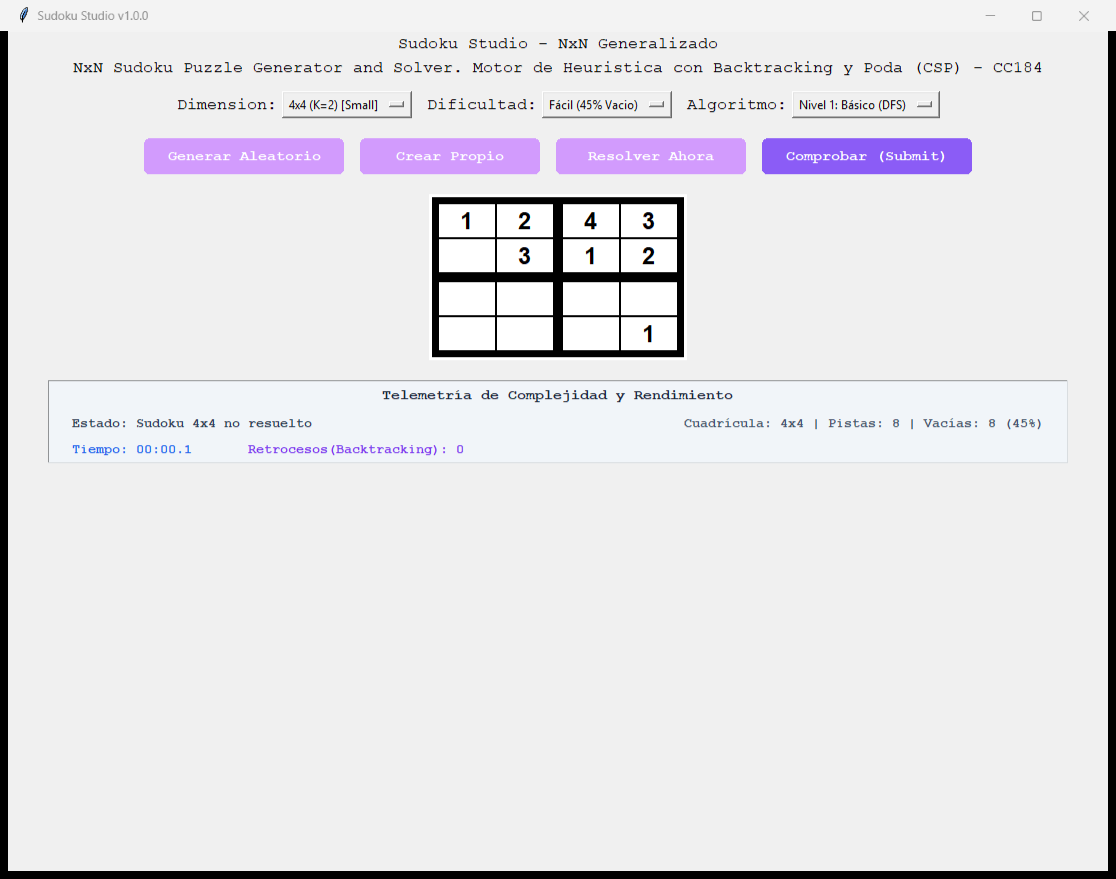 Sudoku Studio v1.0.0
Sudoku Studio - NxN Generalizado
NxN Sudoku Puzzle Generator and Solver. Motor de Heuristica con Backtracking y Poda (CSP) - CC184
Dimension: 4x4 (K=2) [Small] Dificultad: Fácil (45% Vacio) Algoritmo: Nivel 1: Básico (DFS)
Generar Aleatorio Crear Propio Resolver Ahora Comprobar (Submit)
1 2 4 3
3 1 2
1
Telemetría de Complejidad y Rendimiento
Estado: Sudoku 4x4 no resuelto Cuadrícula: 4x4 | Pistas: 8 | Vacías: 8 (45%)
Tiempo: 00:00.1 Retrocesos(Backtracking): 0